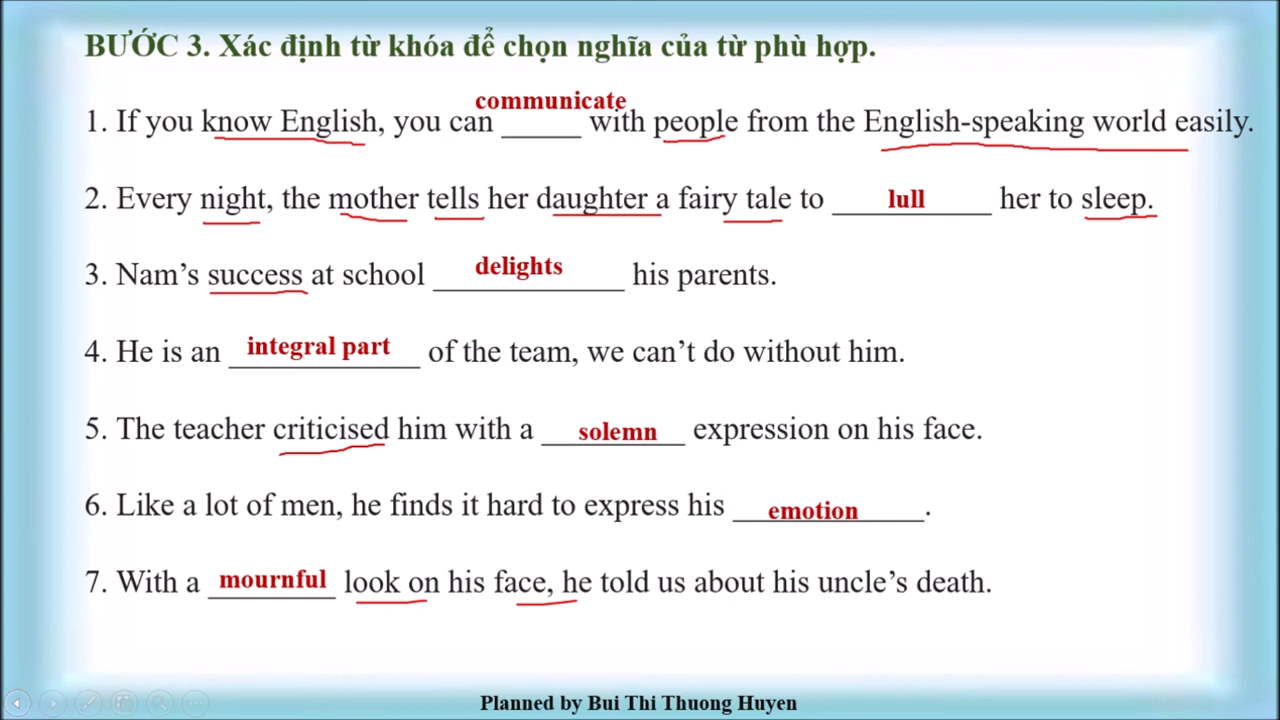 BƯỚC 3. Xác định từ khóa để chọn nghĩa của từ phù hợp.
communicate
1. If you know English, you can _____ with people from the English-speaking world easily.
2. Every night, the mother tells her daughter a fairy tale to lull her to sleep.
3. Nam’s success at school delights his parents.
4. He is an integral part of the team, we can’t do without him.
5. The teacher criticised him with a solemn expression on his face.
6. Like a lot of men, he finds it hard to express his emotion.
7. With a mournful look on his face, he told us about his uncle’s death.
Planned by Bui Thi Thuong Huyen